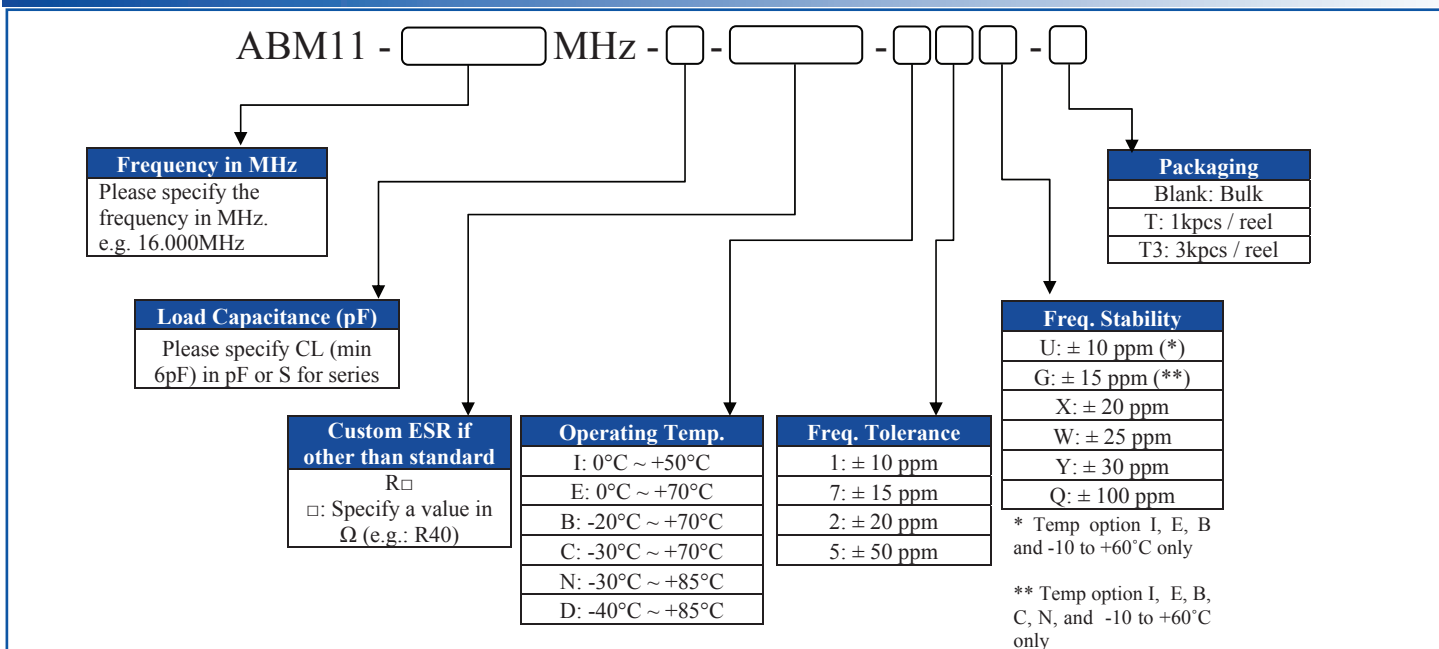 ABM11 - MHz - - - -
Frequency in MHz
Please specify the
frequency in MHz.
e.g. 16.000MHz
Packaging
Blank: Bulk
T: 1kpcs / reel
T3: 3kpcs / reel
Load Capacitance (pF)
Please specify CL (min
6pF) in pF or S for series
Custom ESR if
other than standard
R□
□: Specify a value in
Ω (e.g.: R40)
Operating Temp.
I: 0°C ~ +50°C
E: 0°C ~ +70°C
B: -20°C ~ +70°C
C: -30°C ~ +70°C
N: -30°C ~ +85°C
D: -40°C ~ +85°C
Freq. Tolerance
1: ± 10 ppm
7: ± 15 ppm
2: ± 20 ppm
5: ± 50 ppm
Freq. Stability
U: ± 10 ppm (*)
G: ± 15 ppm (**)
X: ± 20 ppm
W: ± 25 ppm
Y: ± 30 ppm
Q: ± 100 ppm
* Temp option I, E, B
and -10 to +60˚C only
** Temp option I, E, B,
C, N, and -10 to +60˚C
only